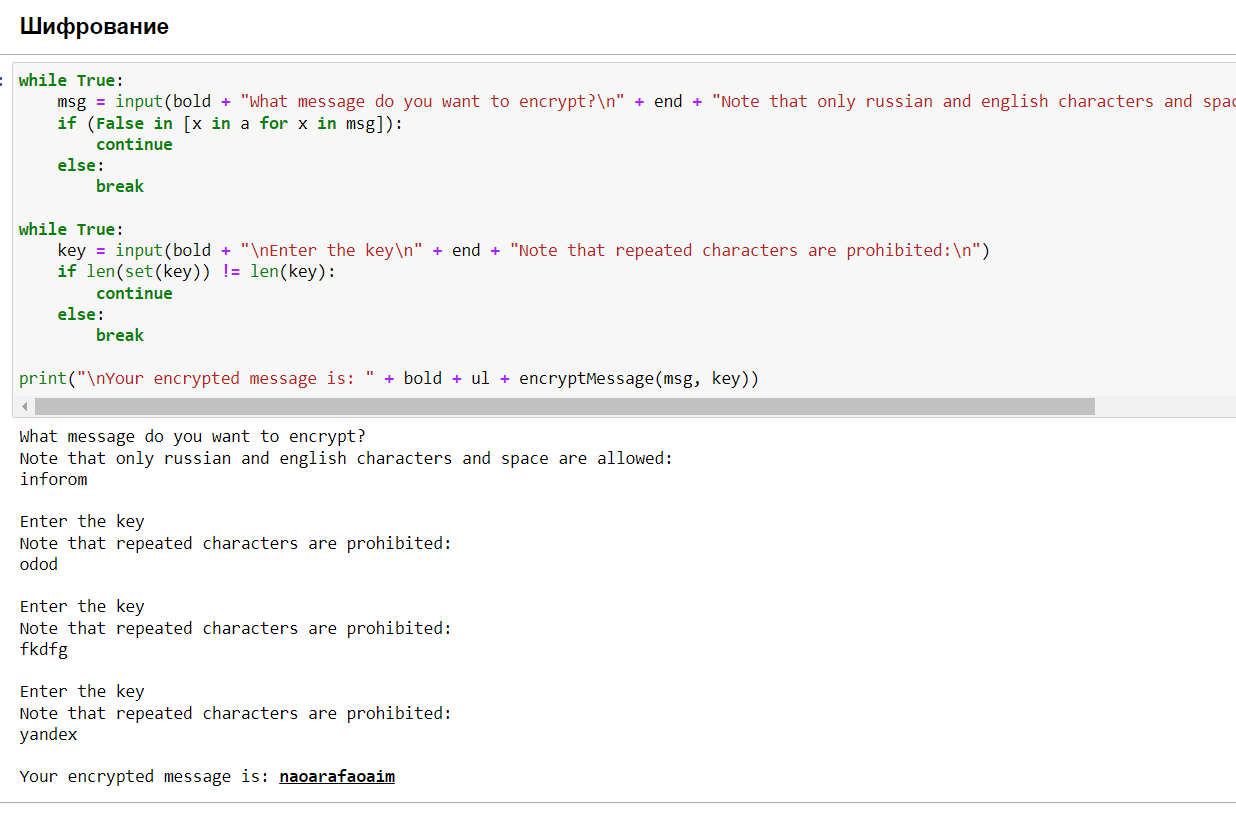 Шифрование
: while True:
    msg = input(bold + "What message do you want to encrypt?\n" + end + "Note that only russian and english characters and spac
    if (False in [x in a for x in msg]):
        continue
    else:
        break

while True:
    key = input(bold + "\nEnter the key\n" + end + "Note that repeated characters are prohibited:\n")
    if len(set(key)) != len(key):
        continue
    else:
        break

print("\nYour encrypted message is: " + bold + ul + encryptMessage(msg, key))
What message do you want to encrypt?
Note that only russian and english characters and space are allowed:
inforom

Enter the key
Note that repeated characters are prohibited:
odod

Enter the key
Note that repeated characters are prohibited:
fkdfg

Enter the key
Note that repeated characters are prohibited:
yandex

Your encrypted message is: naoarafaoaim